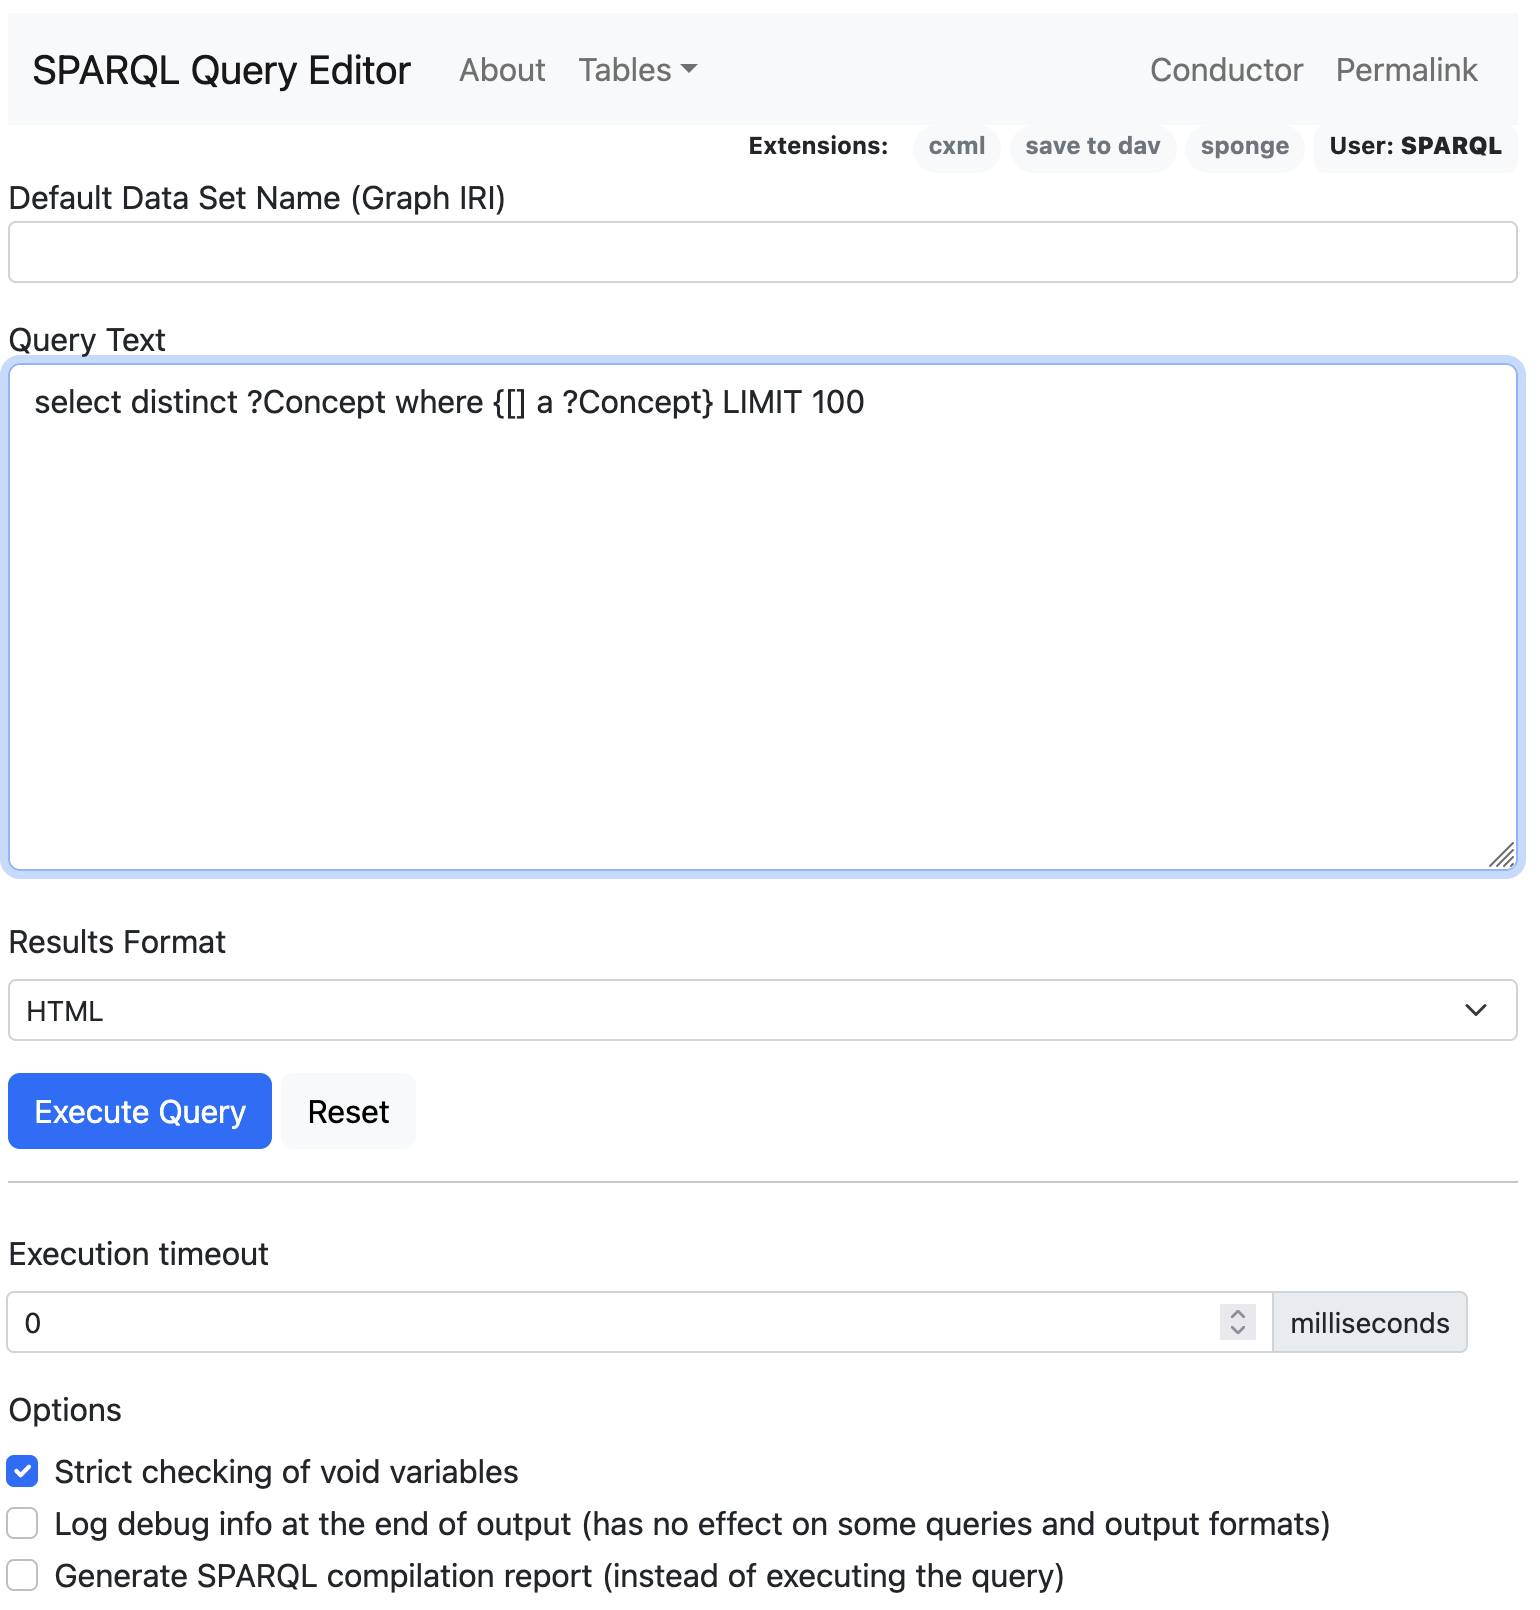 SPARQL Query Editor About Tables Conductor Permalink
Extensions: cxml save to dav sponge User: SPARQL
Default Data Set Name (Graph IRI)
Query Text
select distinct ?Concept where {[] a ?Concept} LIMIT 100
Results Format
HTML
Execute Query Reset
Execution timeout
0 milliseconds
Options
Strict checking of void variables
Log debug info at the end of output (has no effect on some queries and output formats)
Generate SPARQL compilation report (instead of executing the query)